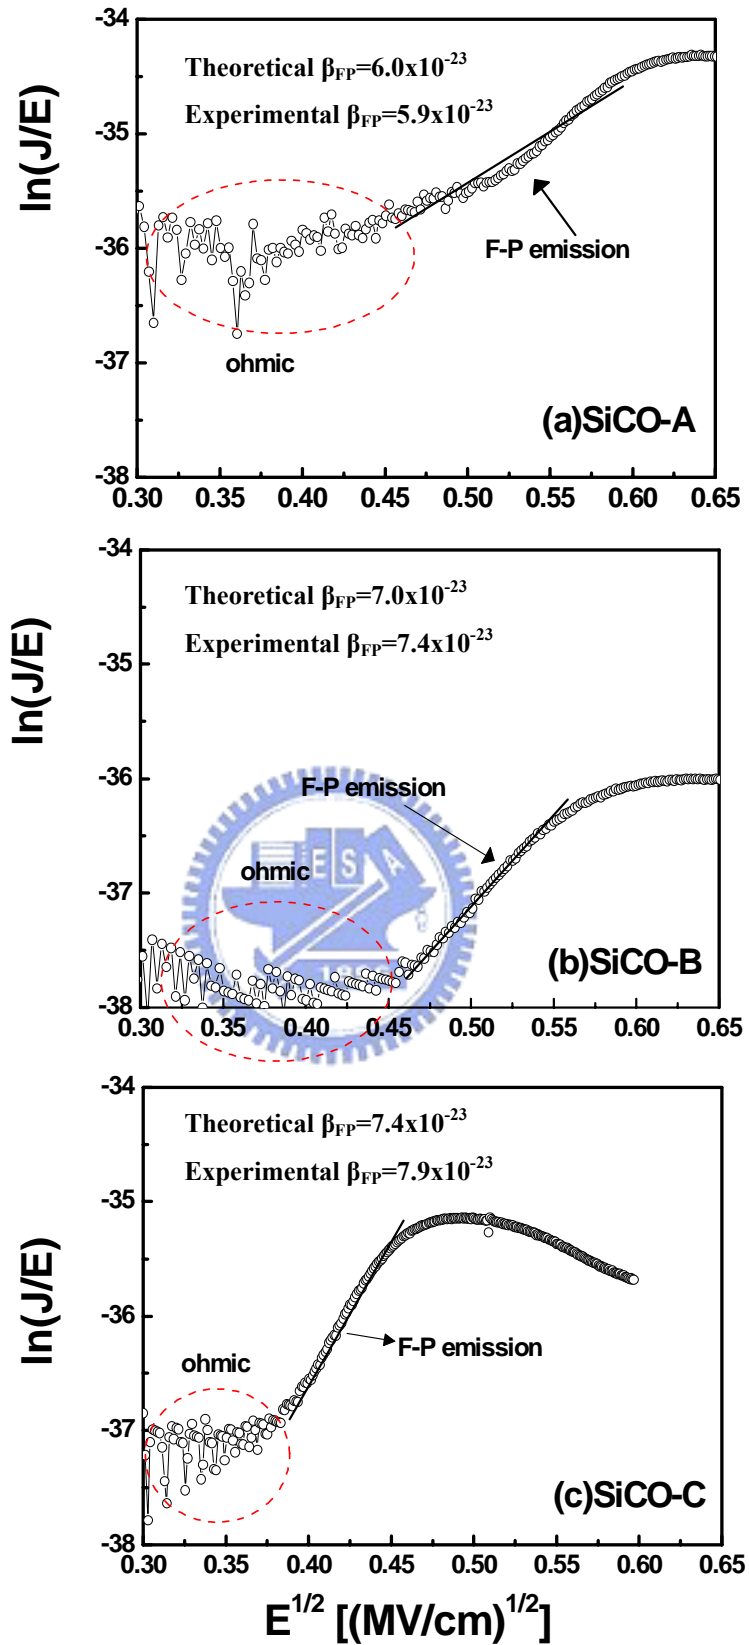 Theoretical βFP=6.0x10^-23
Experimental βFP=5.9x10^-23
ln(J/E)
-34
-35
-36
-37
-38
F-P emission
ohmic
(a)SiCO-A
0.30 0.35 0.40 0.45 0.50 0.55 0.60 0.65
Theoretical βFP=7.0x10^-23
Experimental βFP=7.4x10^-23
ln(J/E)
-34
-35
-36
-37
-38
F-P emission
ohmic
E S A
(b)SiCO-B
0.30 0.35 0.40 0.45 0.50 0.55 0.60 0.65
Theoretical βFP=7.4x10^-23
Experimental βFP=7.9x10^-23
ln(J/E)
-34
-35
-36
-37
-38
F-P emission
ohmic
(c)SiCO-C
0.30 0.35 0.40 0.45 0.50 0.55 0.60 0.65
E^1/2 [(MV/cm)^1/2]